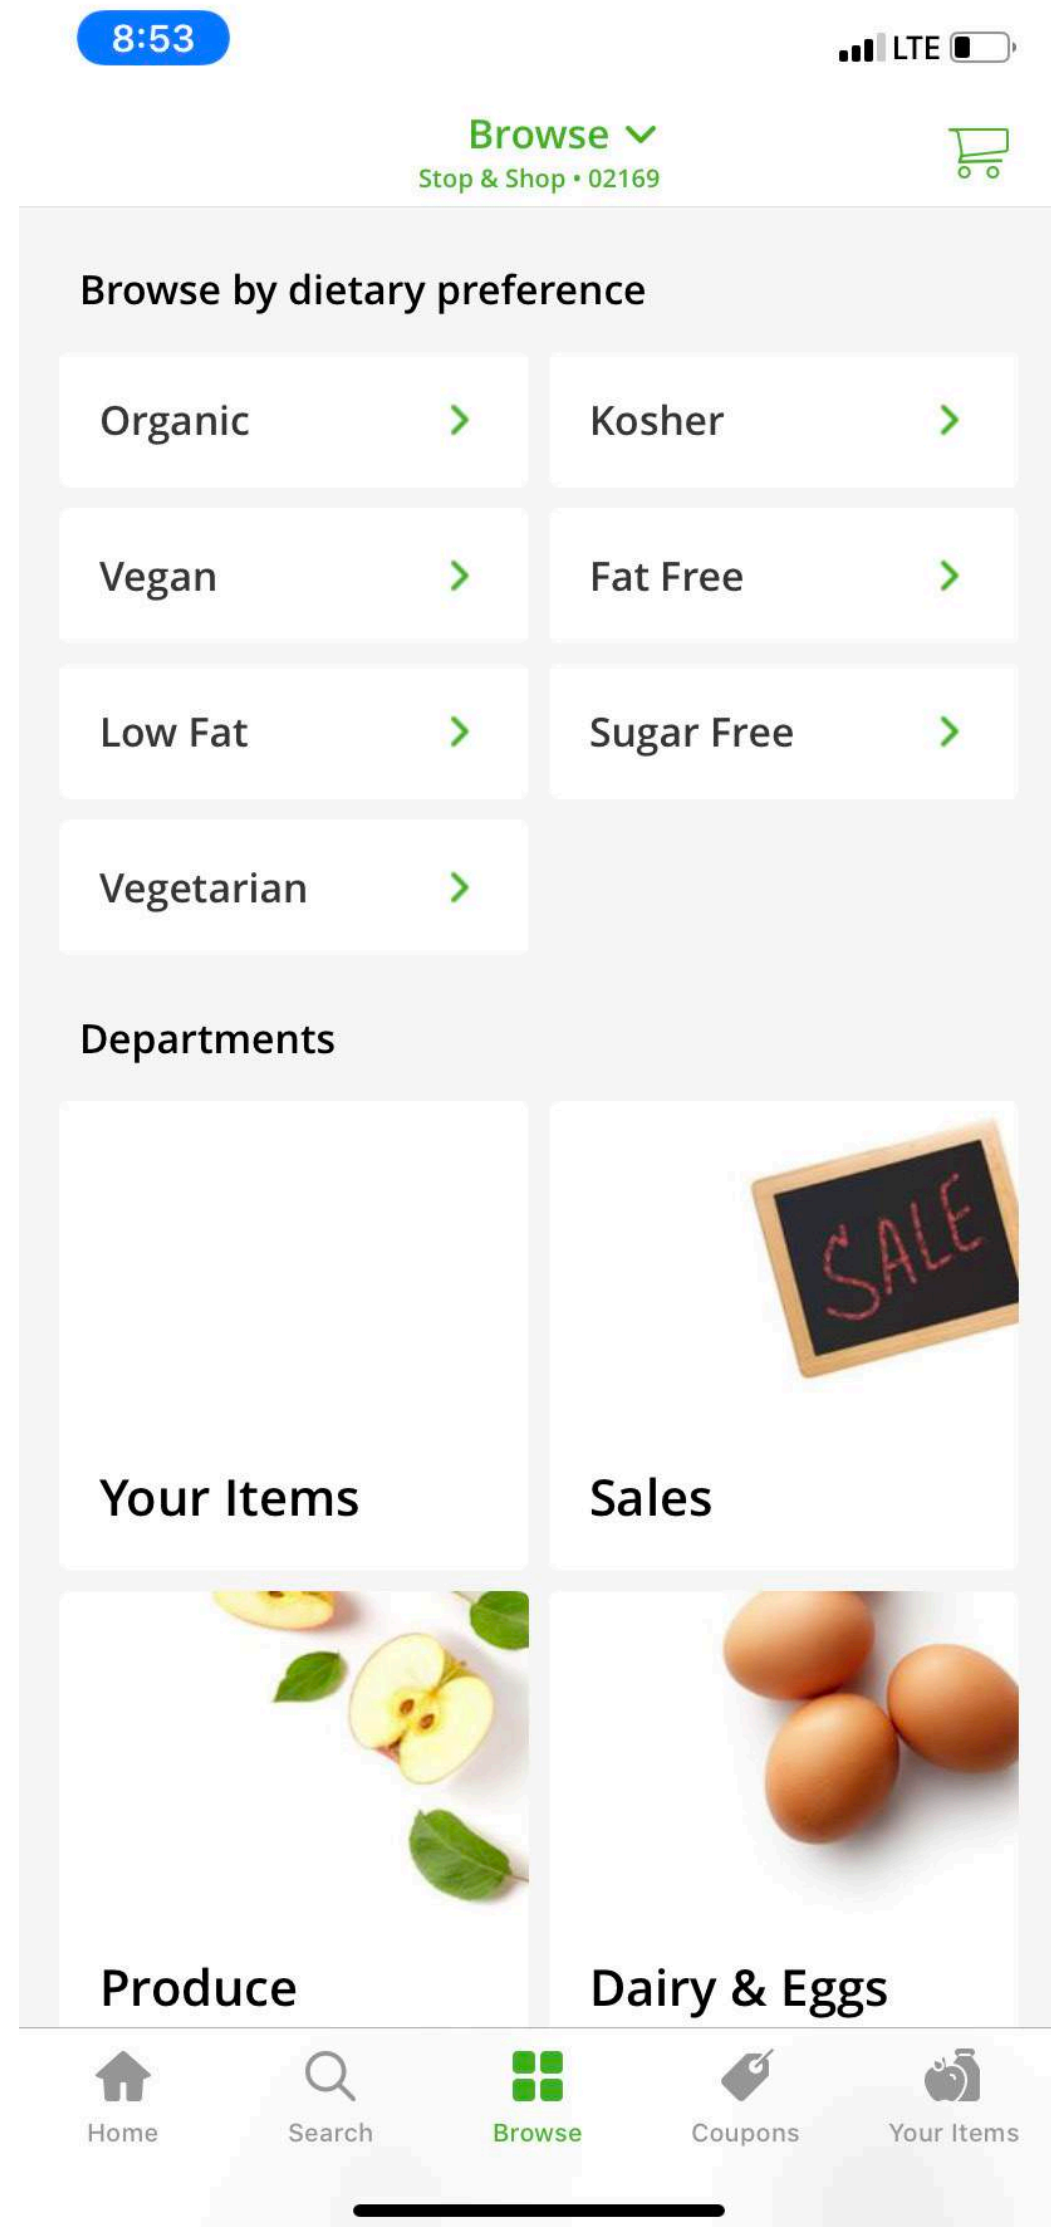 8:53
LTE
Browse
Stop & Shop • 02169
Browse by dietary preference
Organic
Kosher
Vegan
Fat Free
Low Fat
Sugar Free
Vegetarian
Departments
SALE
Your Items
Sales
Produce
Dairy & Eggs
Home
Search
Browse
Coupons
Your Items